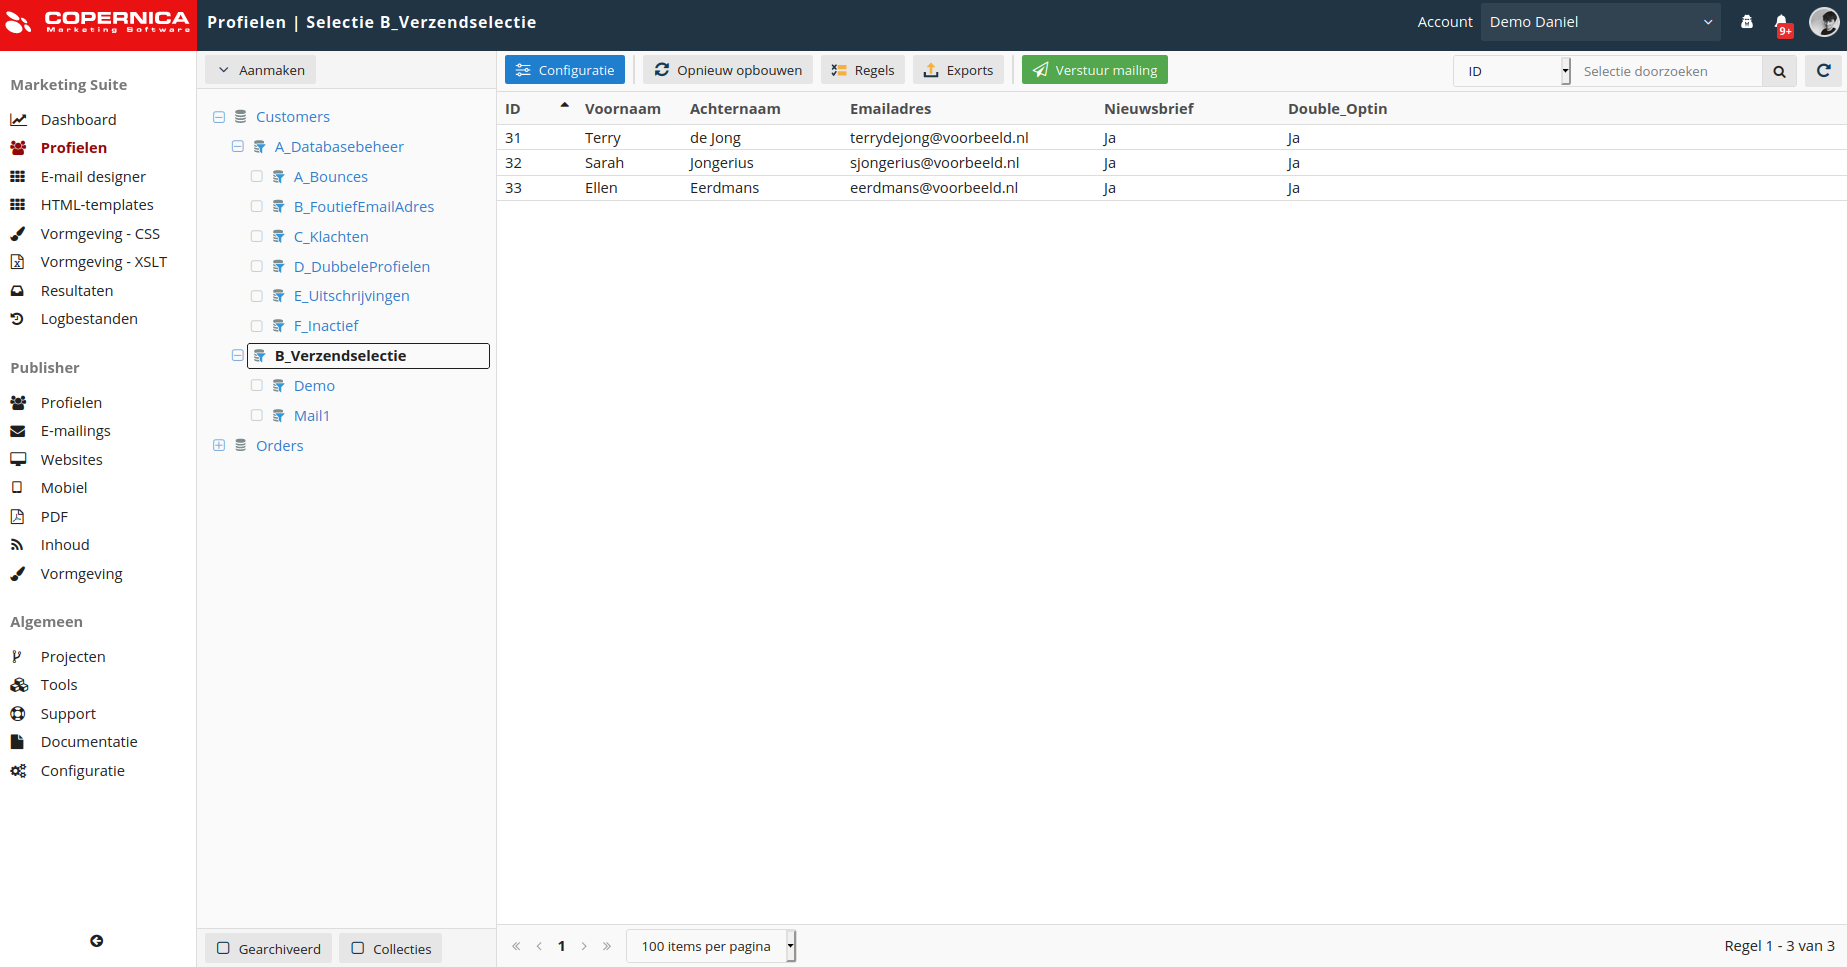 COPERNICA
Marketing Software
Profielen | Selectie B_Verzendselectie
Account
Demo Daniel
9+
Marketing Suite
Dashboard
Profielen
E-mail designer
HTML-templates
Vormgeving - CSS
Vormgeving - XSLT
Resultaten
Logbestanden
Publisher
Profielen
E-mailings
Websites
Mobiel
PDF
Inhoud
Vormgeving
Algemeen
Projecten
Tools
Support
Documentatie
Configuratie
Aanmaken
Customers
A_Databasebeheer
A_Bounces
B_FoutiefEmailAdres
C_Klachten
D_DubbeleProfielen
E_Uitschrijvingen
F_Inactief
B_Verzendselectie
Demo
Mail1
Orders
Gearchiveerd
Collecties
Configuratie Opnieuw opbouwen Regels Exports Verstuur mailing
ID Selectie doorzoeken
ID Voornaam Achternaam Emailadres Nieuwsbrief Double_Optin
31 Terry de Jong terrydejong@voorbeeld.nl Ja Ja
32 Sarah Jongerius sjongerius@voorbeeld.nl Ja Ja
33 Ellen Eerdmans eerdmans@voorbeeld.nl Ja Ja
« ‹ 1 › » 100 items per pagina Regel 1 - 3 van 3